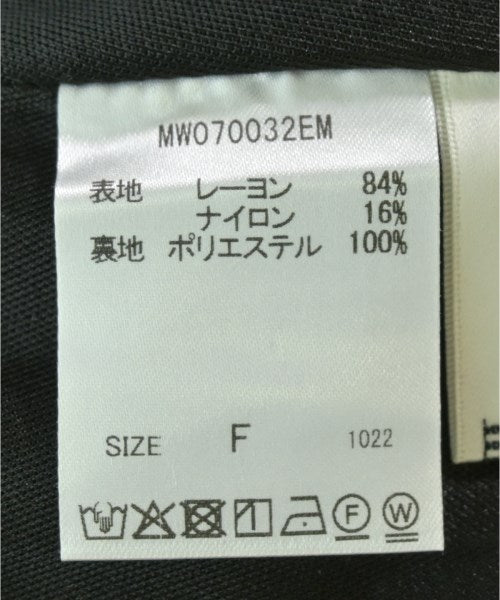 MW070032EM
表地 レーヨン 84%
ナイロン 16%
裏地 ポリエステル 100%
SIZE F 1022
F W